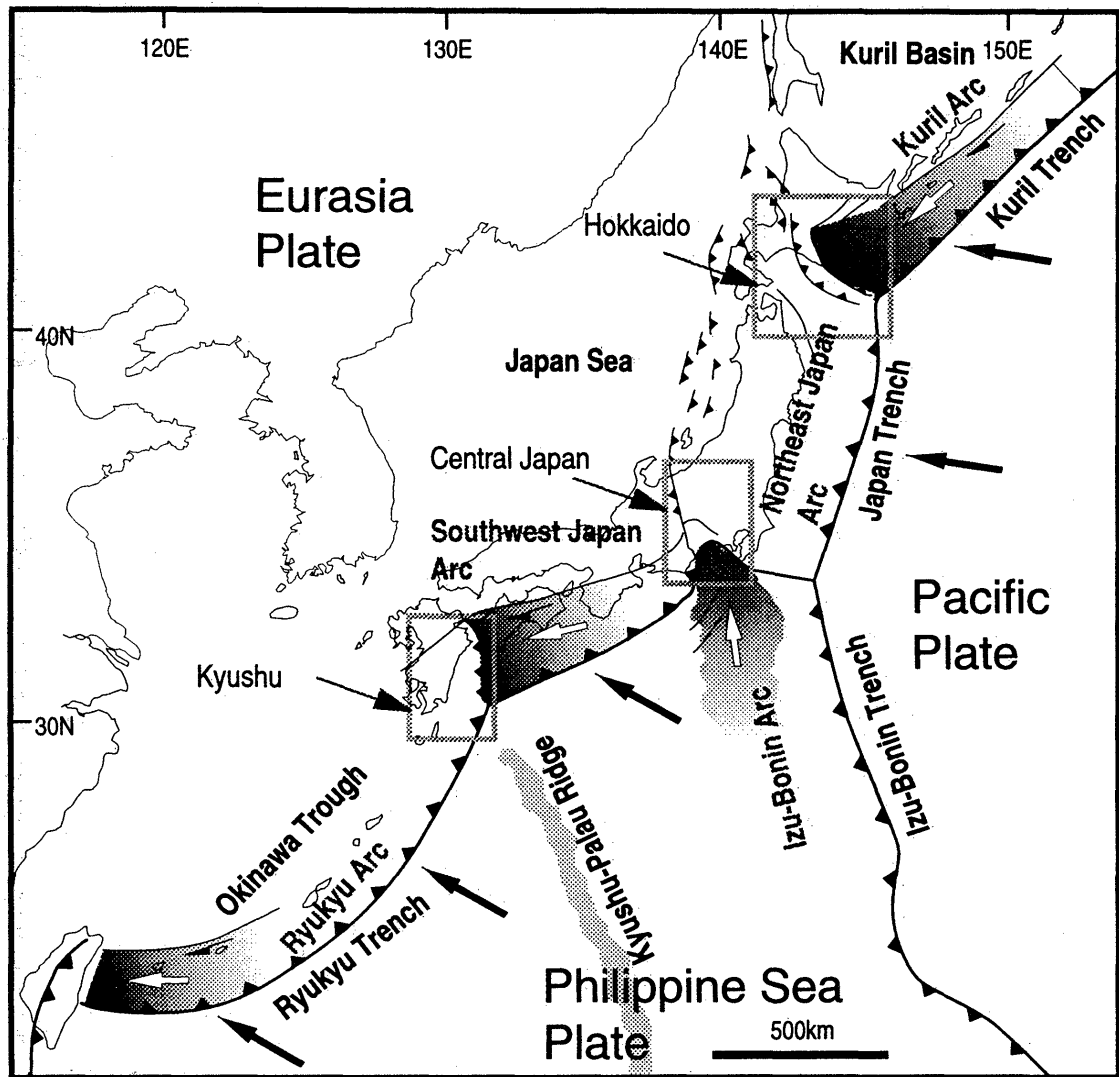 120E
130E
140E
150E
Kuril Basin
Kuril Arc
Kuril Trench
Eurasia
Plate
Hokkaido
40N
Japan Sea
Northeast Japan
Arc
Japan Trench
Central Japan
Southwest Japan
Arc
Pacific
Plate
Kyushu
30N
Izu-Bonin Arc
Izu-Bonin Trench
Kyushu-Palau Ridge
Okinawa Trough
Ryukyu Arc
Ryukyu Trench
Philippine Sea
Plate
500km